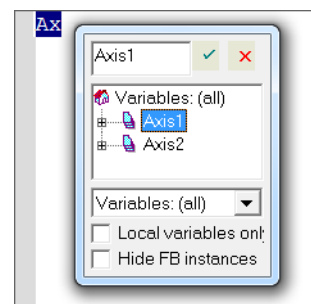 Ax
Axis1
Variables: (all)
Axis1
Axis2
Variables: (all)
Local variables onl
Hide FB instances